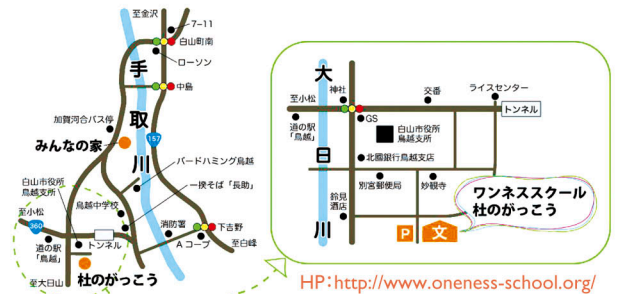 至金沢
7-11
白山町南
ローソン
手取川
中島
加賀河合バス停
157
みんなの家
バードハミング鳥越
白山市役所
鳥越支所
一揆そば「長助」
鳥越中学校
至小松
360
消防署
下吉野
トンネル
Aコープ
道の駅
「鳥越」
至白峰
杜のがっこう
至大日山
大日川
神社
交番
ライスセンター
至小松
トンネル
道の駅
「鳥越」
GS
白山市役所
鳥越支所
北國銀行鳥越支店
別宮郵便局
妙観寺
ワンネススクール
杜のがっこう
鈴見
酒店
P
文
HP:http://www.oneness-school.org/